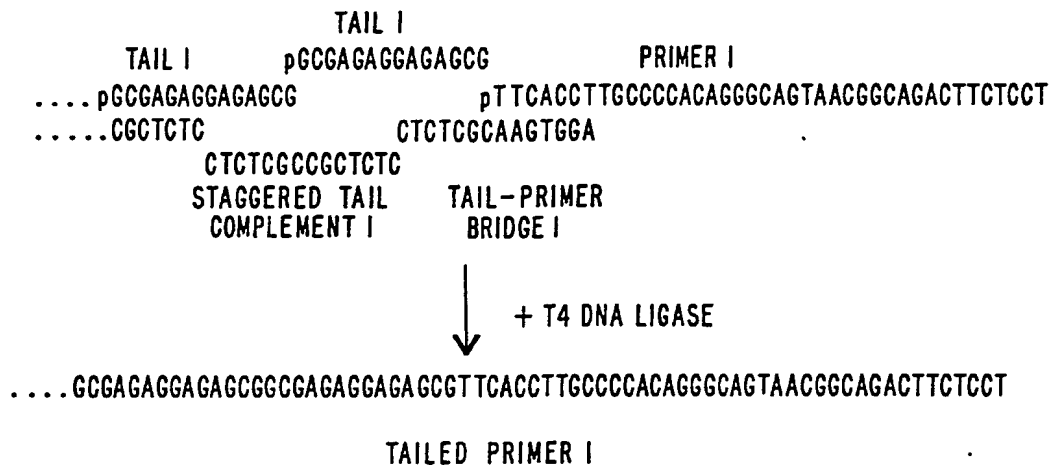 TAIL I
TAIL I pGCGAGAGGAGAGCG PRIMER I
....pGCGAGAGGAGAGCG pTTCACCTTGCCCCACAGGGCAGTAACGGCAGACTTCTCCT
.....CGCTCTC CTCTCGCAAGTGGA
CTCTCGCCGCTCTC
STAGGERED TAIL TAIL-PRIMER
COMPLEMENT I BRIDGE I
+ T4 DNA LIGASE
....GCGAGAGGAGAGCGGCGAGAGGAGAGCGTTCACCTTGCCCCACAGGGCAGTAACGGCAGACTTCTCCT
TAILED PRIMER I